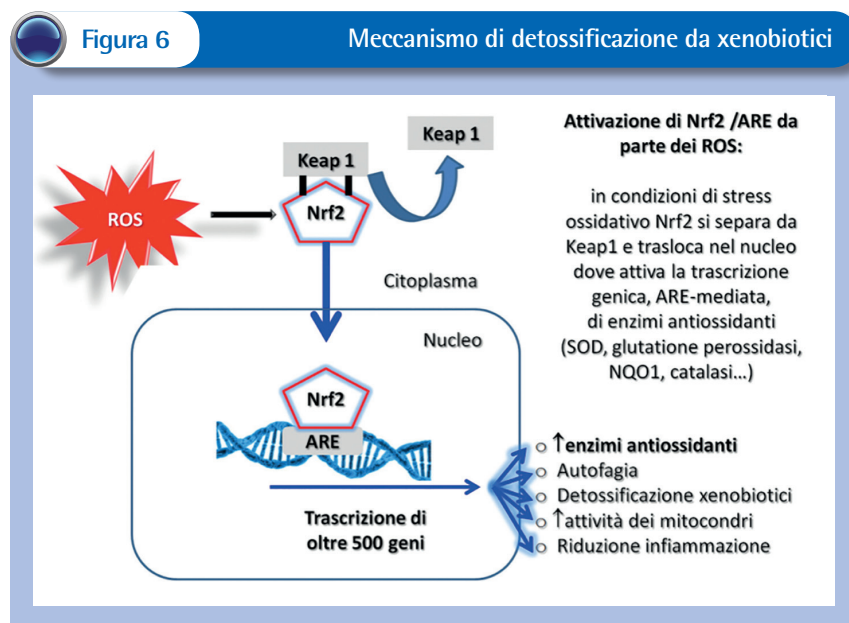 Figura 6
Meccanismo di detossificazione da xenobiotici
Keap 1
Keap 1
Nrf2
ROS
Citoplasma
Nucleo
Nrf2
ARE
Trascrizione di
oltre 500 geni
Attivazione di Nrf2 /ARE da
parte dei ROS:
in condizioni di stress
ossidativo Nrf2 si separa da
Keap1 e trasloca nel nucleo
dove attiva la trascrizione
genica, ARE-mediata,
di enzimi antiossidanti
(SOD, glutatione perossidasi,
NQO1, catalasi...)
○ ↑enzimi antiossidanti
○ Autofagia
○ Detossificazione xenobiotici
○ ↑attività dei mitocondri
○ Riduzione infiammazione